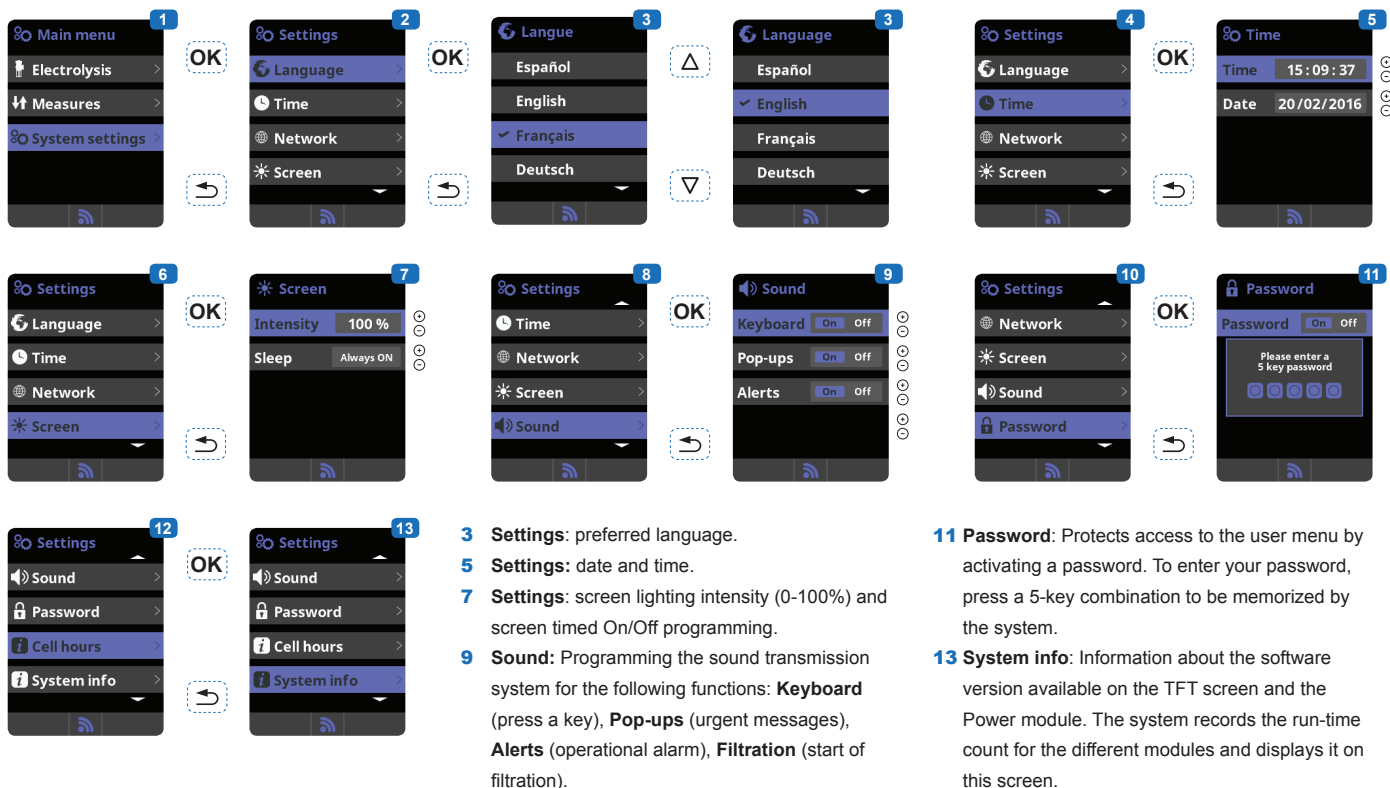 1
Main menu
Electrolysis
Measures
System settings
OK
2
Settings
Language
Time
Network
Screen
OK
3
Langue
Español
English
Français
Deutsch
3
Language
Español
English
Français
Deutsch
4
Settings
Language
Time
Network
Screen
OK
5
Time
Time 15:09:37
Date 20/02/2016
6
Settings
Language
Time
Network
Screen
OK
7
Screen
Intensity 100 %
Sleep Always ON
8
Settings
Time
Network
Screen
Sound
OK
9
Sound
Keyboard On Off
Pop-ups On Off
Alerts On Off
10
Settings
Network
Screen
Sound
Password
OK
11
Password
Password On Off
Please enter a
5 key password
12
Settings
Sound
Password
Cell hours
System info
OK
13
Settings
Sound
Password
Cell hours
System info
3 Settings: preferred language.
5 Settings: date and time.
7 Settings: screen lighting intensity (0-100%) and
screen timed On/Off programming.
9 Sound: Programming the sound transmission
system for the following functions: Keyboard
(press a key), Pop-ups (urgent messages),
Alerts (operational alarm), Filtration (start of
filtration).
11 Password: Protects access to the user menu by
activating a password. To enter your password,
press a 5-key combination to be memorized by
the system.
13 System info: Information about the software
version available on the TFT screen and the
Power module. The system records the run-time
count for the different modules and displays it on
this screen.